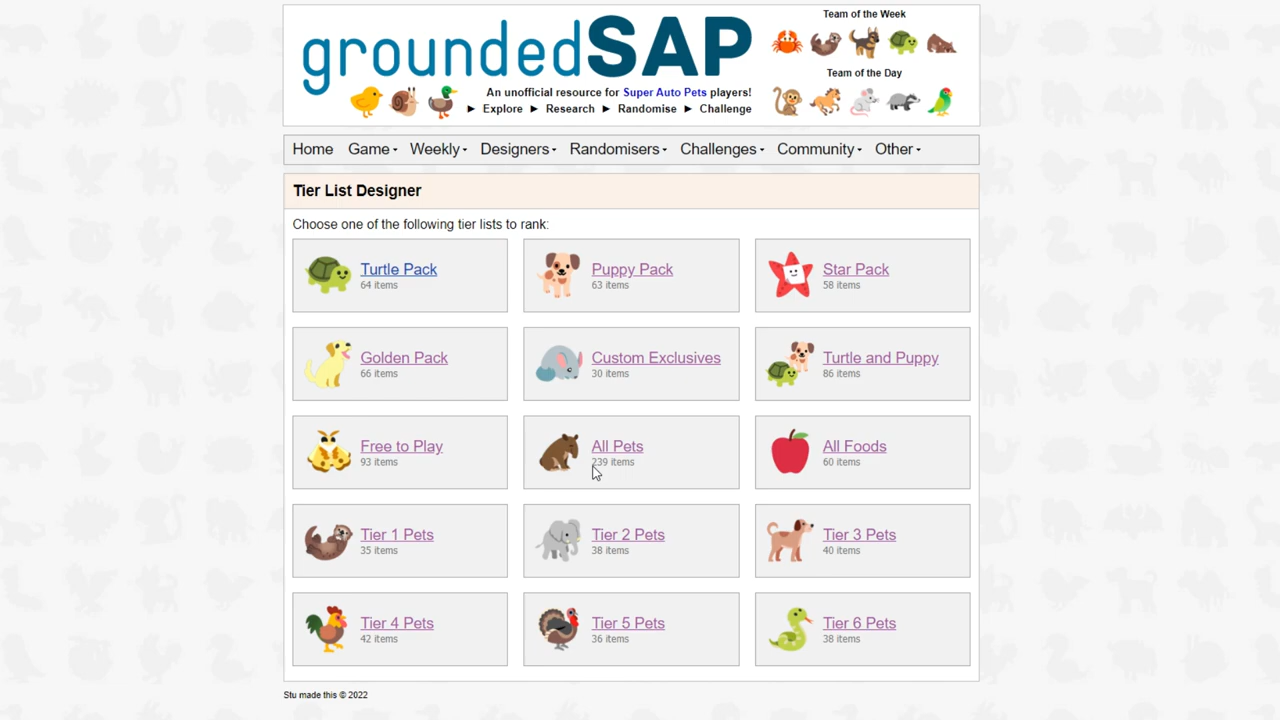 groundedSAP
An unofficial resource for Super Auto Pets players!
► Explore ► Research ► Randomise ► Challenge
Team of the Week
Team of the Day
Home Game Weekly Designers Randomisers Challenges Community Other
Tier List Designer
Choose one of the following tier lists to rank:
Turtle Pack
64 items
Puppy Pack
63 items
Star Pack
58 items
Golden Pack
66 items
Custom Exclusives
30 items
Turtle and Puppy
86 items
Free to Play
93 items
All Pets
239 items
All Foods
60 items
Tier 1 Pets
35 items
Tier 2 Pets
38 items
Tier 3 Pets
40 items
Tier 4 Pets
42 items
Tier 5 Pets
36 items
Tier 6 Pets
38 items
Stu made this © 2022